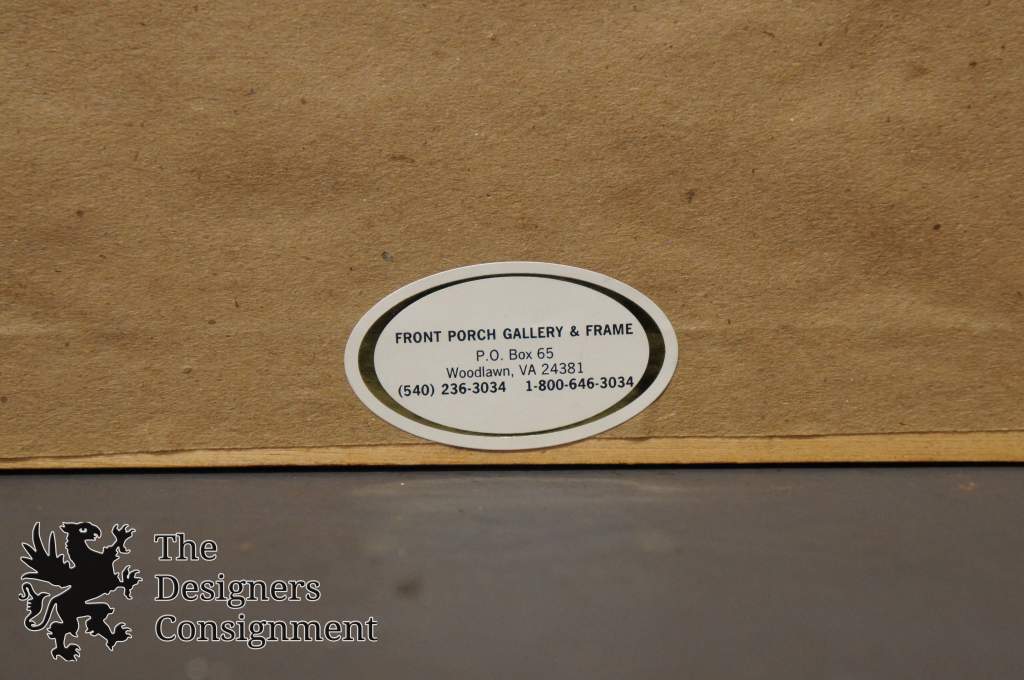 FRONT PORCH GALLERY & FRAME
P.O. Box 65
Woodlawn, VA 24381
(540) 236-3034 1-800-646-3034
The
Designers
Consignment